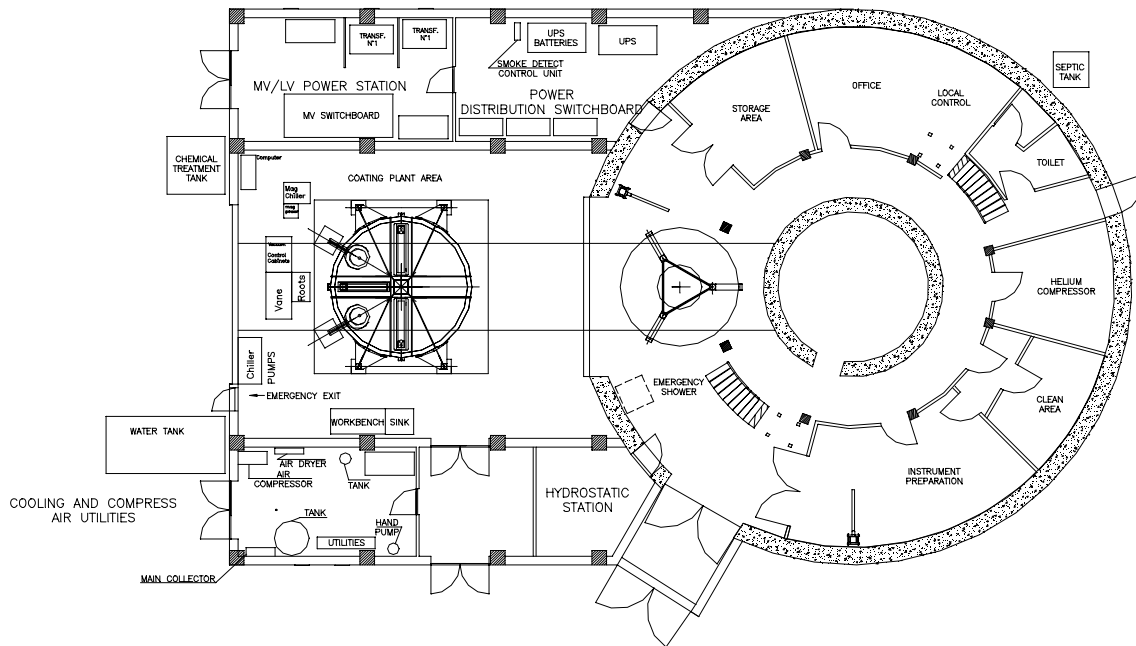 TRANSF.
N°1
TRANSF.
N°1
UPS
BATTERIES
UPS
SMOKE DETECT
CONTROL UNIT
MV/LV POWER STATION
POWER
DISTRIBUTION SWITCHBOARD
MV SWITCHBOARD
STORAGE
AREA
OFFICE
LOCAL
CONTROL
SEPTIC
TANK
TOILET
CHEMICAL
TREATMENT
TANK
Computer
COATING PLANT AREA
Mag
Chiller
Vacuum
Control
Cabinets
Vane
Roots
HELIUM
COMPRESSOR
Chiller
PUMPS
EMERGENCY EXIT
EMERGENCY
SHOWER
CLEAN
AREA
WATER TANK
WORKBENCH
SINK
AIR DRYER
AIR
COMPRESSOR
TANK
INSTRUMENT
PREPARATION
COOLING AND COMPRESS
AIR UTILITIES
HYDROSTATIC
STATION
TANK
HAND
PUMP
UTILITIES
MAIN COLLECTOR